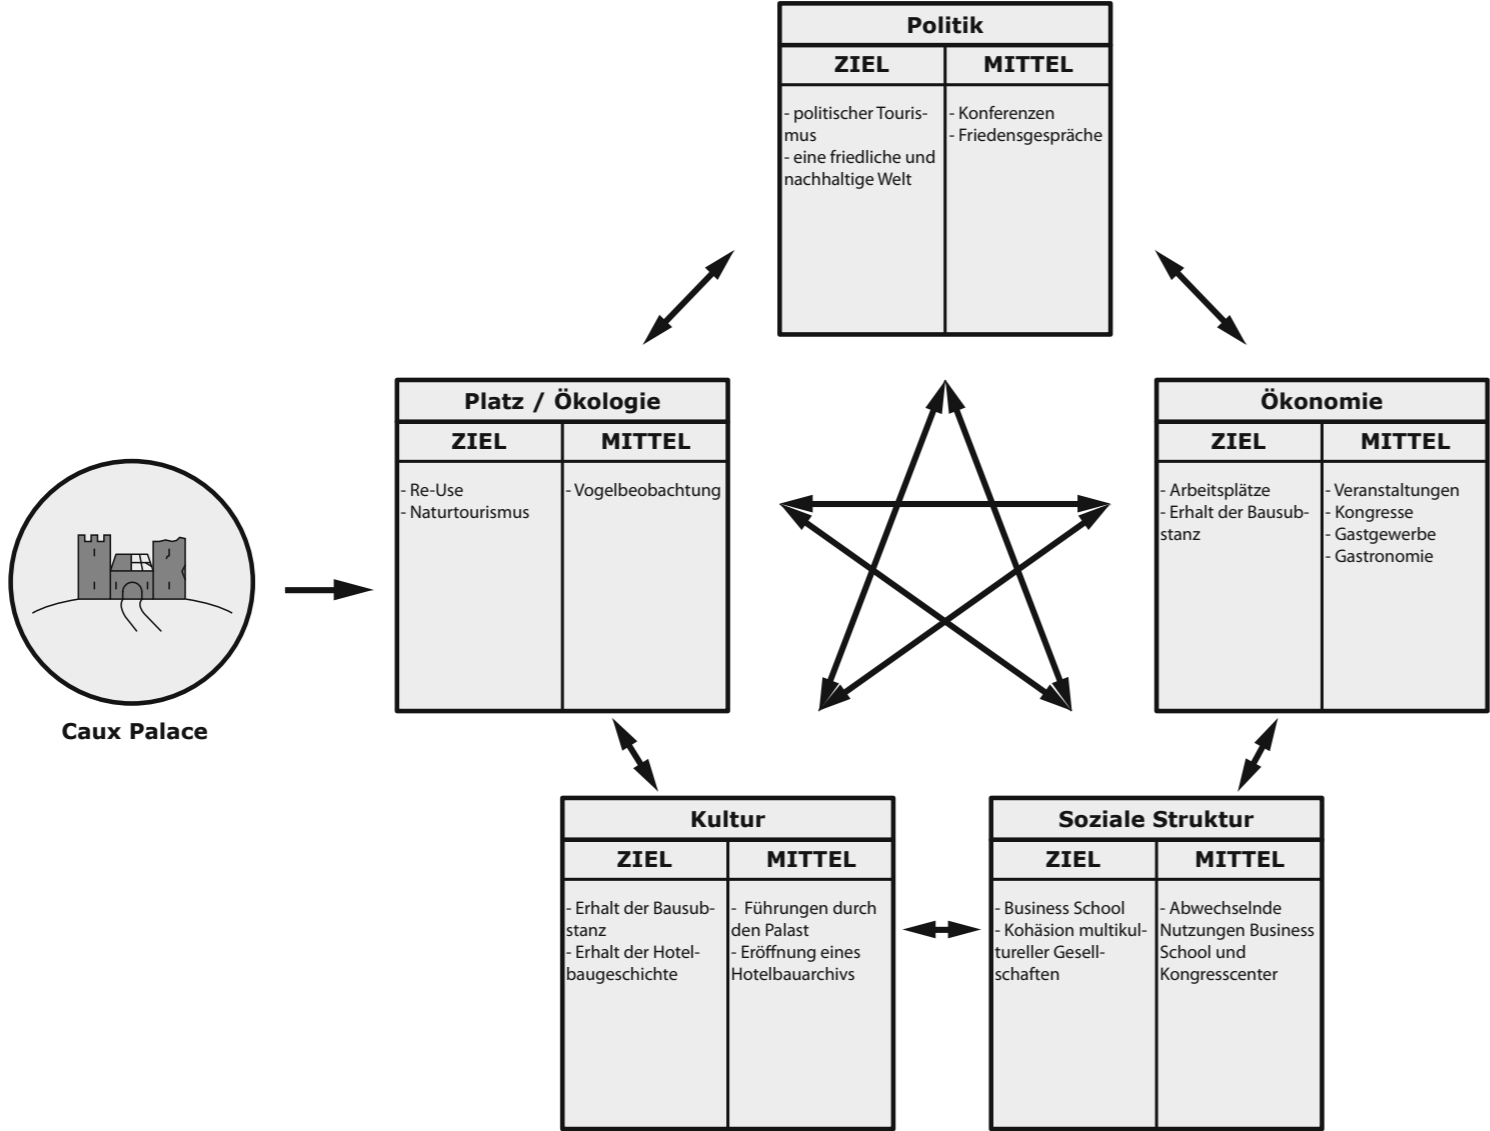 Politik
ZIEL
MITTEL
- politischer Touris-
mus
- eine friedliche und
nachhaltige Welt
- Konferenzen
- Friedensgespräche
Platz / Ökologie
ZIEL
MITTEL
- Re-Use
- Naturtourismus
- Vogelbeobachtung
Ökonomie
ZIEL
MITTEL
- Arbeitsplätze
- Erhalt der Bausub-
stanz
- Veranstaltungen
- Kongresse
- Gastgewerbe
- Gastronomie
Caux Palace
Kultur
ZIEL
MITTEL
- Erhalt der Bausub-
stanz
- Erhalt der Hotel-
baugeschichte
- Führungen durch
den Palast
- Eröffnung eines
Hotelbauarchivs
Soziale Struktur
ZIEL
MITTEL
- Business School
- Kohäsion multikul-
tureller Gesell-
schaften
- Abwechselnde
Nutzungen Business
School und
Kongresscenter